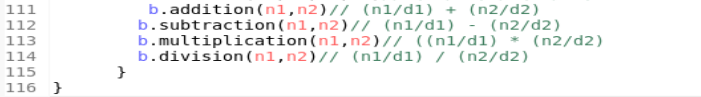 111 b.addition(n1,n2)// (n1/d1) + (n2/d2)
112 b.subtraction(n1,n2)// (n1/d1) - (n2/d2)
113 b.multiplication(n1,n2)// ((n1/d1) * (n2/d2)
114 b.division(n1,n2)// (n1/d1) / (n2/d2)
115 }
116 }